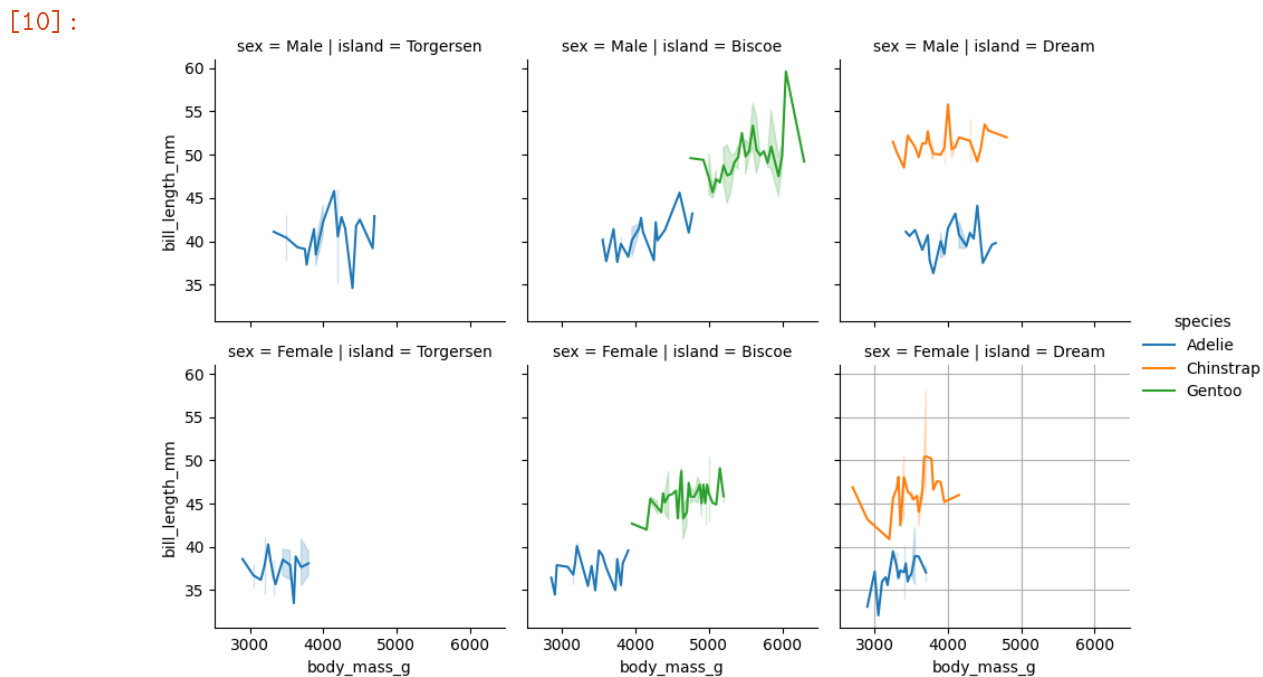 [10]:
sex = Male | island = Torgersen
sex = Male | island = Biscoe
sex = Male | island = Dream
60
55
50
45
40
35
bill_length_mm
sex = Female | island = Torgersen
sex = Female | island = Biscoe
sex = Female | island = Dream
60
55
50
45
40
35
bill_length_mm
3000 4000 5000 6000
3000 4000 5000 6000
3000 4000 5000 6000
body_mass_g
body_mass_g
body_mass_g
species
Adelie
Chinstrap
Gentoo